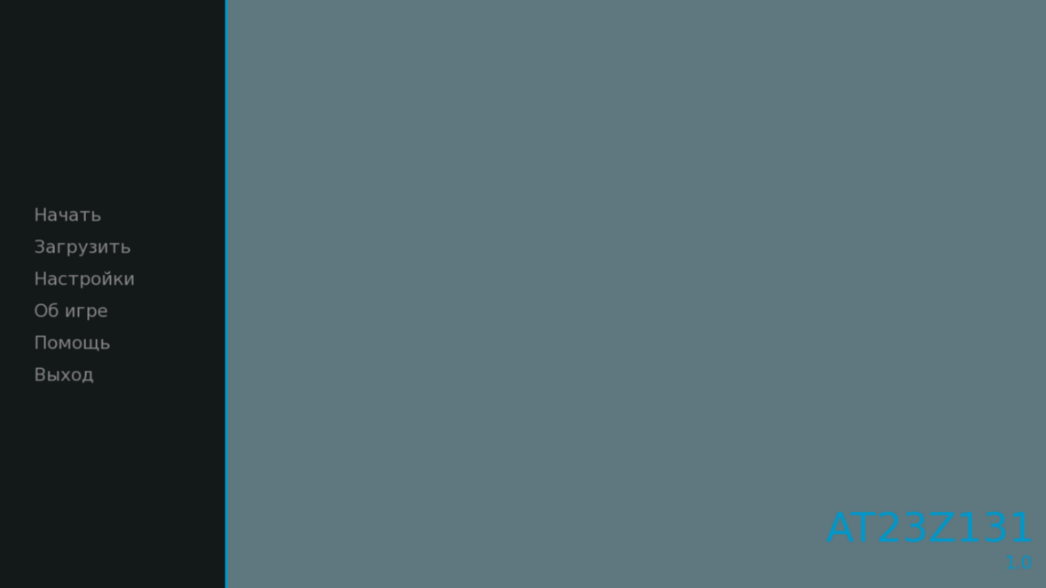 Начать
Загрузить
Настройки
Об игре
Помощь
Выход
AT23Z131
1.0